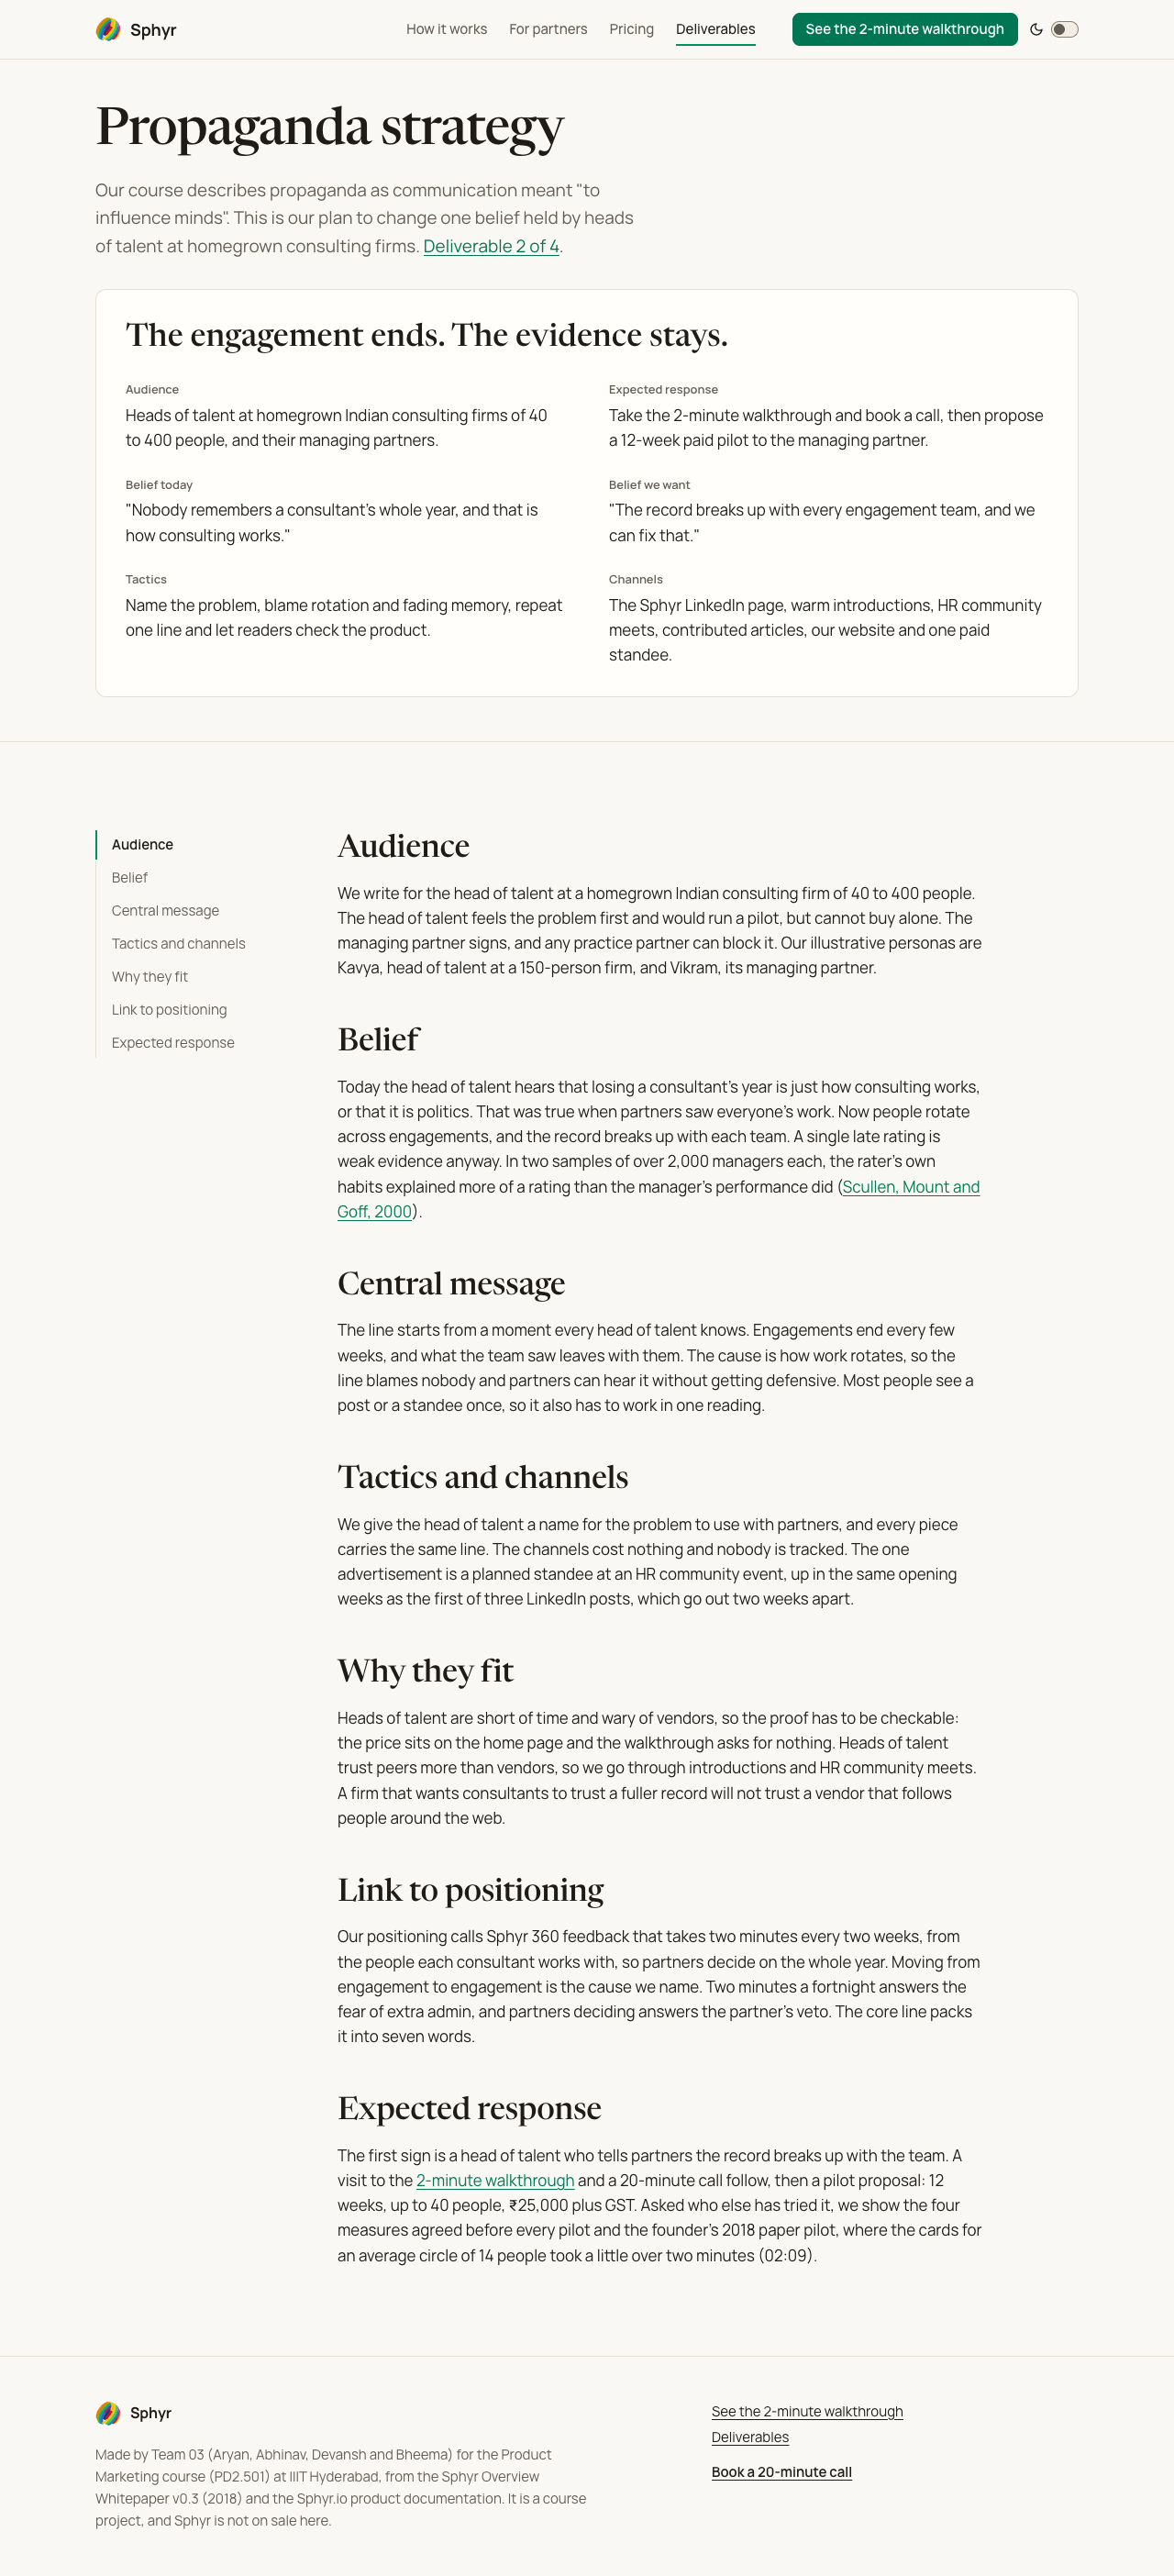 Sphyr
How it works
For partners
Pricing
Deliverables
See the 2-minute walkthrough
Propaganda strategy
Our course describes propaganda as communication meant "to
influence minds". This is our plan to change one belief held by heads
of talent at homegrown consulting firms. Deliverable 2 of 4.
The engagement ends. The evidence stays.
Audience
Heads of talent at homegrown Indian consulting firms of 40
to 400 people, and their managing partners.
Expected response
Take the 2-minute walkthrough and book a call, then propose
a 12-week paid pilot to the managing partner.
Belief today
"Nobody remembers a consultant's whole year, and that is
how consulting works."
Belief we want
"The record breaks up with every engagement team, and we
can fix that."
Tactics
Name the problem, blame rotation and fading memory, repeat
one line and let readers check the product.
Channels
The Sphyr LinkedIn page, warm introductions, HR community
meets, contributed articles, our website and one paid
standee.
Audience
Belief
Central message
Tactics and channels
Why they fit
Link to positioning
Expected response
Audience
We write for the head of talent at a homegrown Indian consulting firm of 40 to 400 people.
The head of talent feels the problem first and would run a pilot, but cannot buy alone. The
managing partner signs, and any practice partner can block it. Our illustrative personas are
Kavya, head of talent at a 150-person firm, and Vikram, its managing partner.
Belief
Today the head of talent hears that losing a consultant's year is just how consulting works,
or that it is politics. That was true when partners saw everyone's work. Now people rotate
across engagements, and the record breaks up with each team. A single late rating is
weak evidence anyway. In two samples of over 2,000 managers each, the rater's own
habits explained more of a rating than the manager's performance did (Scullen, Mount and
Goff, 2000).
Central message
The line starts from a moment every head of talent knows. Engagements end every few
weeks, and what the team saw leaves with them. The cause is how work rotates, so the
line blames nobody and partners can hear it without getting defensive. Most people see a
post or a standee once, so it also has to work in one reading.
Tactics and channels
We give the head of talent a name for the problem to use with partners, and every piece
carries the same line. The channels cost nothing and nobody is tracked. The one
advertisement is a planned standee at an HR community event, up in the same opening
weeks as the first of three LinkedIn posts, which go out two weeks apart.
Why they fit
Heads of talent are short of time and wary of vendors, so the proof has to be checkable:
the price sits on the home page and the walkthrough asks for nothing. Heads of talent
trust peers more than vendors, so we go through introductions and HR community meets.
A firm that wants consultants to trust a fuller record will not trust a vendor that follows
people around the web.
Link to positioning
Our positioning calls Sphyr 360 feedback that takes two minutes every two weeks, from
the people each consultant works with, so partners decide on the whole year. Moving from
engagement to engagement is the cause we name. Two minutes a fortnight answers the
fear of extra admin, and partners deciding answers the partner's veto. The core line packs
it into seven words.
Expected response
The first sign is a head of talent who tells partners the record breaks up with the team. A
visit to the 2-minute walkthrough and a 20-minute call follow, then a pilot proposal: 12
weeks, up to 40 people, ₹25,000 plus GST. Asked who else has tried it, we show the four
measures agreed before every pilot and the founder's 2018 paper pilot, where the cards for
an average circle of 14 people took a little over two minutes (02:09).
Sphyr
Made by Team 03 (Aryan, Abhinav, Devansh and Bheema) for the Product
Marketing course (PD2.501) at IIIT Hyderabad, from the Sphyr Overview
Whitepaper v0.3 (2018) and the Sphyr.io product documentation. It is a course
project, and Sphyr is not on sale here.
See the 2-minute walkthrough
Deliverables
Book a 20-minute call